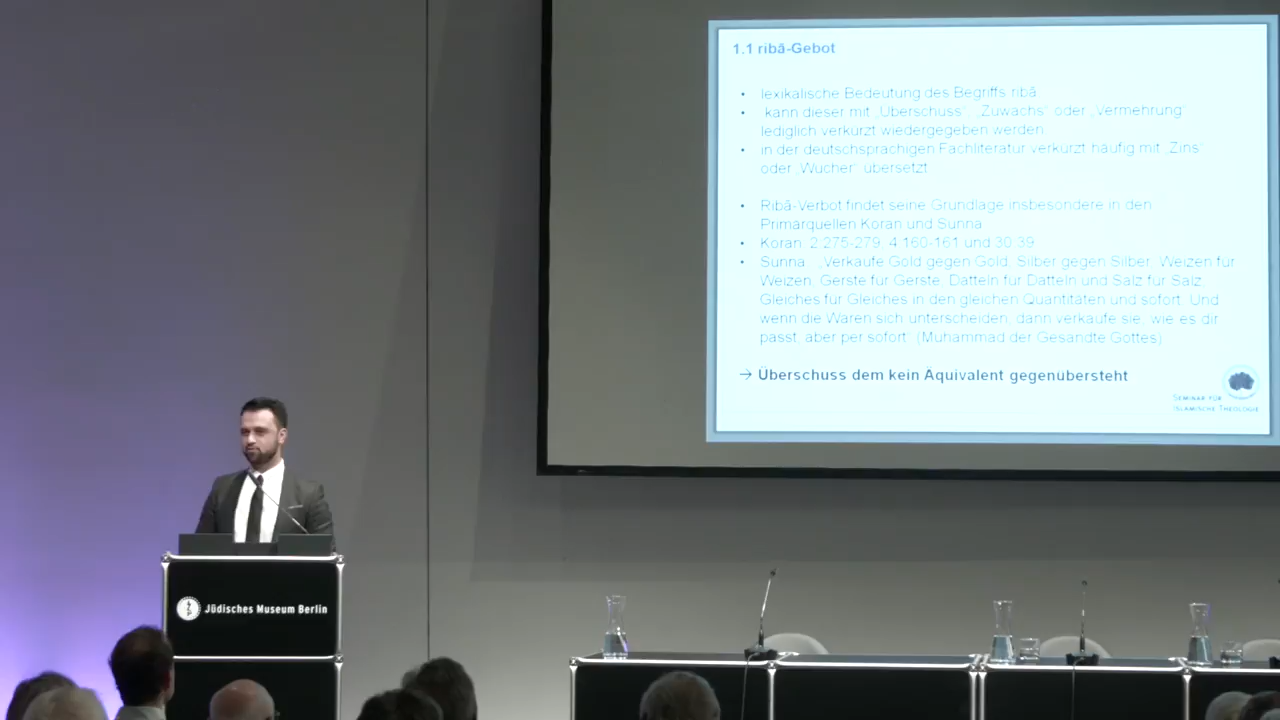 1.1 ribā-Gebot
• lexikalische Bedeutung des Begriffs ribā
• kann dieser mit „Überschuss“, „Zuwachs“ oder „Vermehrung“
lediglich verkürzt wiedergegeben werden
• in der deutschsprachigen Fachliteratur verkürzt häufig mit „Zins“
oder „Wucher“ übersetzt
• Ribā-Verbot findet seine Grundlage insbesondere in den
Primärquellen Koran und Sunna
• Koran: 2:275-279, 4:160-161 und 30:39
• Sunna: „Verkaufe Gold gegen Gold, Silber gegen Silber, Weizen für
Weizen, Gerste für Gerste, Datteln für Datteln und Salz für Salz,
Gleiches für Gleiches in den gleichen Quantitäten und sofort. Und
wenn die Waren sich unterscheiden, dann verkaufe sie, wie es dir
passt, aber per sofort“ (Muhammad der Gesandte Gottes)
→ Überschuss dem kein Äquivalent gegenübersteht
Seminar für
Islamische Theologie
Jüdisches Museum Berlin